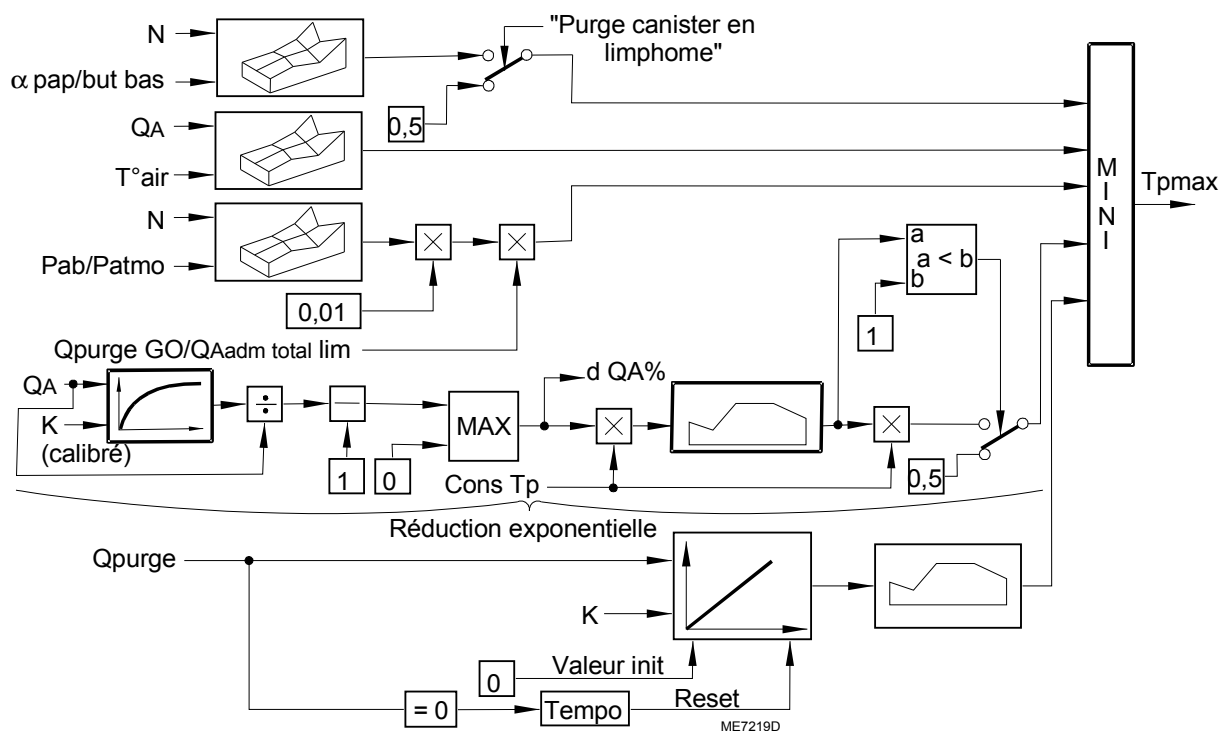 N
"Purge canister en
limphome"
α pap/but bas
0,5
QA
T°air
M
I
N
I
Tpmax
N
Pab/Patmo
×
×
a
a < b
b
0,01
1
Qpurge GO/QAadm total lim
QA
d QA%
K
(calibré)
÷
—
MAX
×
×
1
0
Cons Tp
0,5
Réduction exponentielle
Qpurge
K
0
Valeur init
= 0
Tempo
Reset
ME7219D